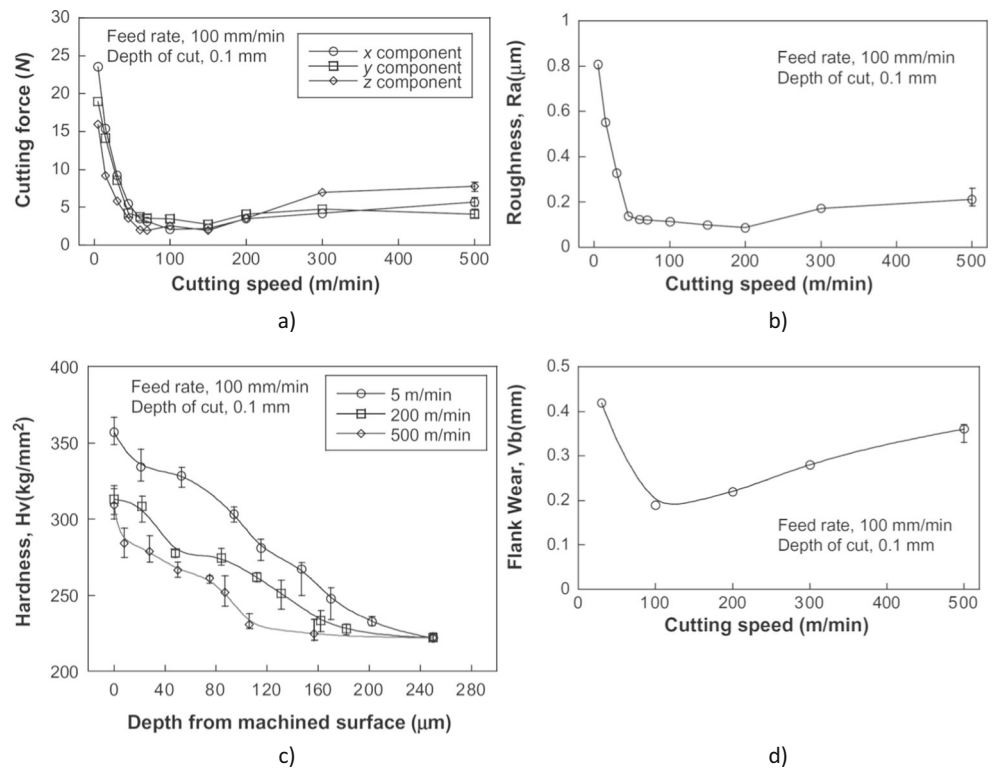 30
25
20
15
10
5
0
Cutting force (N)
Feed rate, 100 mm/min
Depth of cut, 0.1 mm
x component
y component
z component
0 100 200 300 400 500
Cutting speed (m/min)
a)
1
0.8
0.6
0.4
0.2
0
Roughness, Ra(μm)
Feed rate, 100 mm/min
Depth of cut, 0.1 mm
0 100 200 300 400 500
Cutting speed (m/min)
b)
400
350
300
250
200
Hardness, Hv(kg/mm²)
Feed rate, 100 mm/min
Depth of cut, 0.1 mm
5 m/min
200 m/min
500 m/min
0 40 80 120 160 200 240 280
Depth from machined surface (μm)
c)
0.5
0.4
0.3
0.2
0.1
0
Flank Wear, Vb(mm)
Feed rate, 100 mm/min
Depth of cut, 0.1 mm
100 200 300 400 500
Cutting speed (m/min)
d)